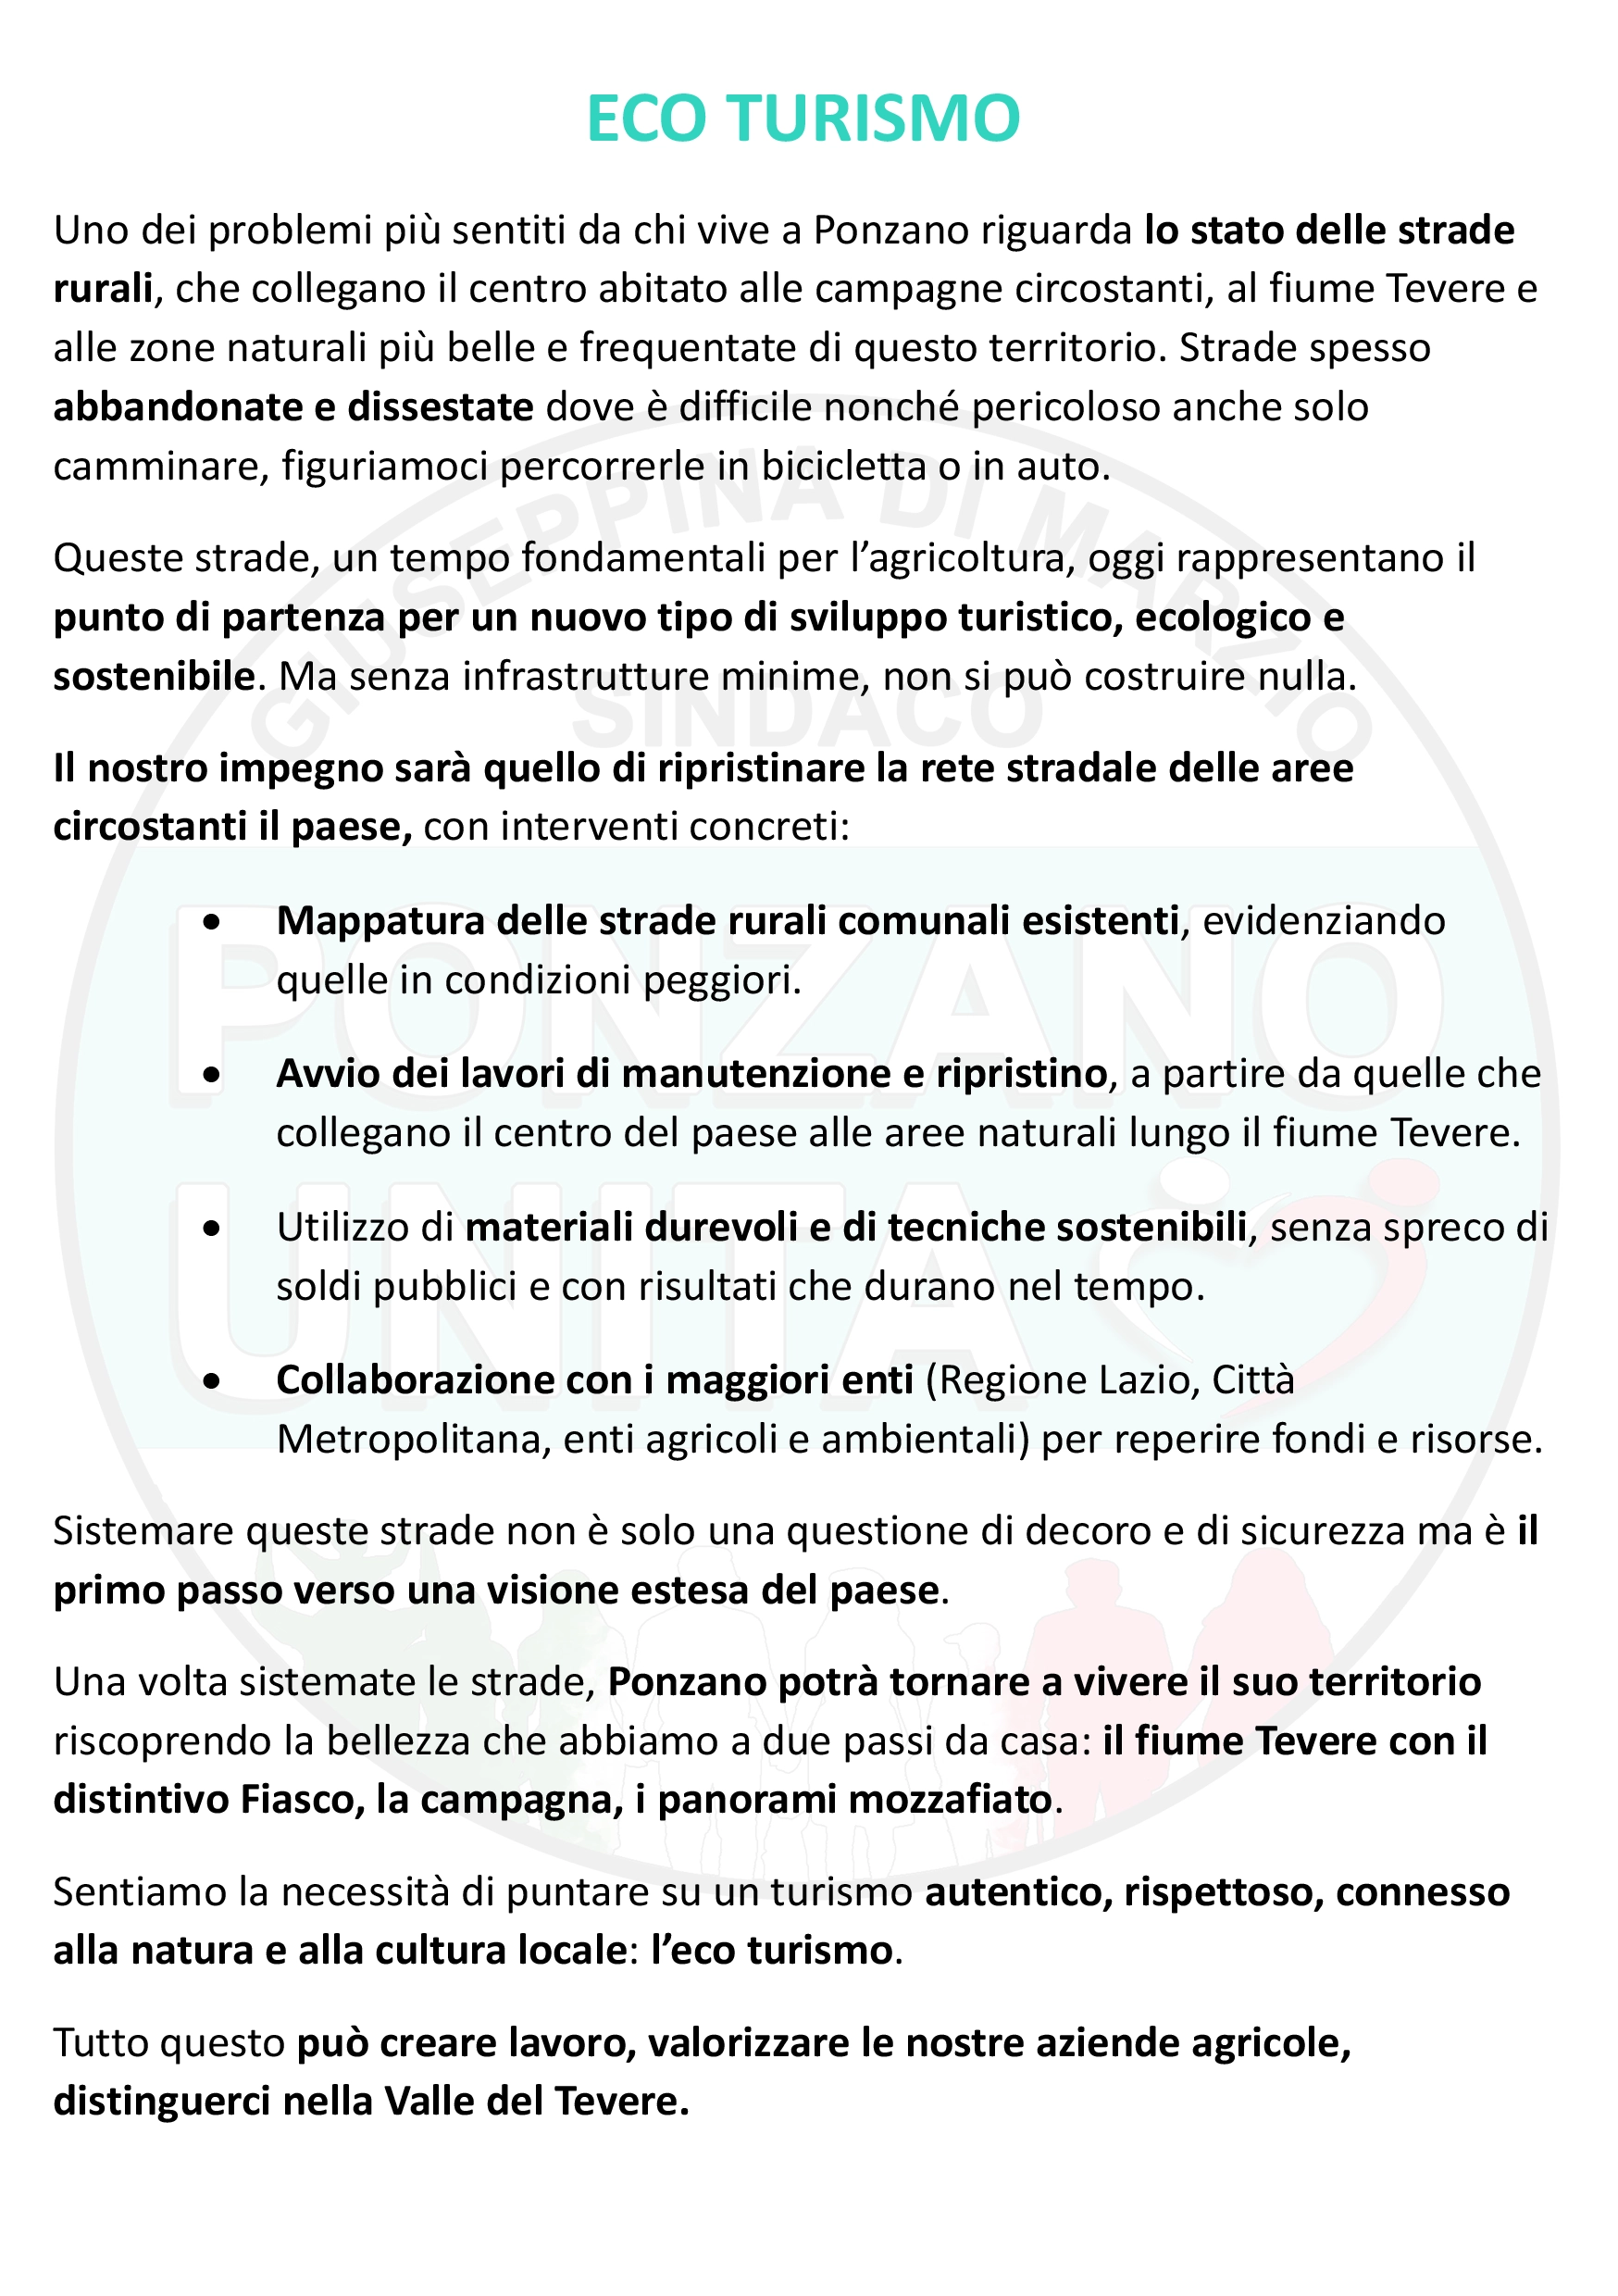 ECO TURISMO
Uno dei problemi più sentiti da chi vive a Ponzano riguarda lo stato delle strade
rurali, che collegano il centro abitato alle campagne circostanti, al fiume Tevere e
alle zone naturali più belle e frequentate di questo territorio. Strade spesso
abbandonate e dissestate dove è difficile nonché pericoloso anche solo
camminare, figuriamoci percorrerle in bicicletta o in auto.
GIUSEPPINA DI MARZIO
Queste strade, un tempo fondamentali per l’agricoltura, oggi rappresentano il
punto di partenza per un nuovo tipo di sviluppo turistico, ecologico e
sostenibile. Ma senza infrastrutture minime, non si può costruire nulla.
SINDACO
Il nostro impegno sarà quello di ripristinare la rete stradale delle aree
circostanti il paese, con interventi concreti:
• Mappatura delle strade rurali comunali esistenti, evidenziando
quelle in condizioni peggiori.
PONZANO
• Avvio dei lavori di manutenzione e ripristino, a partire da quelle che
collegano il centro del paese alle aree naturali lungo il fiume Tevere.
• Utilizzo di materiali durevoli e di tecniche sostenibili, senza spreco di
soldi pubblici e con risultati che durano nel tempo.
UNITA
• Collaborazione con i maggiori enti (Regione Lazio, Città
Metropolitana, enti agricoli e ambientali) per reperire fondi e risorse.
Sistemare queste strade non è solo una questione di decoro e di sicurezza ma è il
primo passo verso una visione estesa del paese.
Una volta sistemate le strade, Ponzano potrà tornare a vivere il suo territorio
riscoprendo la bellezza che abbiamo a due passi da casa: il fiume Tevere con il
distintivo Fiasco, la campagna, i panorami mozzafiato.
Sentiamo la necessità di puntare su un turismo autentico, rispettoso, connesso
alla natura e alla cultura locale: l’eco turismo.
Tutto questo può creare lavoro, valorizzare le nostre aziende agricole,
distinguerci nella Valle del Tevere.